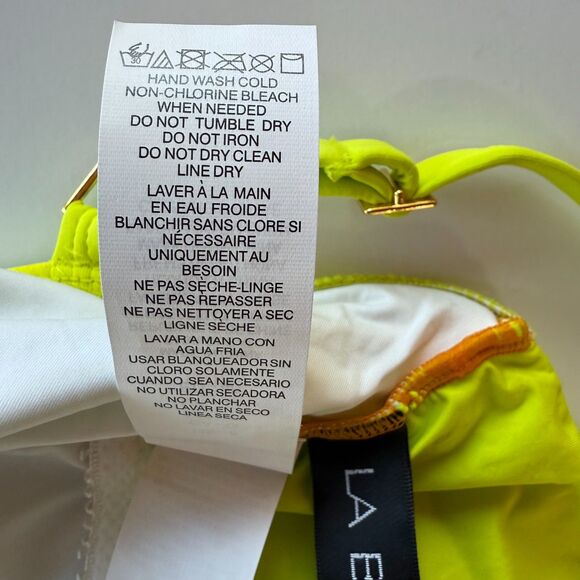 30
HAND WASH COLD
NON-CHLORINE BLEACH
WHEN NEEDED
DO NOT TUMBLE DRY
DO NOT IRON
DO NOT DRY CLEAN
LINE DRY
LAVER À LA MAIN
EN EAU FROIDE
BLANCHIR SANS CLORE SI
NÉCESSAIRE
UNIQUEMENT AU
BESOIN
NE PAS SÈCHE-LINGE
NE PAS REPASSER
NE PAS NETTOYER A SEC
LIGNE SÈCHE
LAVAR A MANO CON
AGUA FRIA
USAR BLANQUEADOR SIN
CLORO SOLAMENTE
CUANDO SEA NECESARIO
NO UTILIZAR SECADORA
NO PLANCHAR
NO LAVAR EN SECO
LINEA SECA
LA